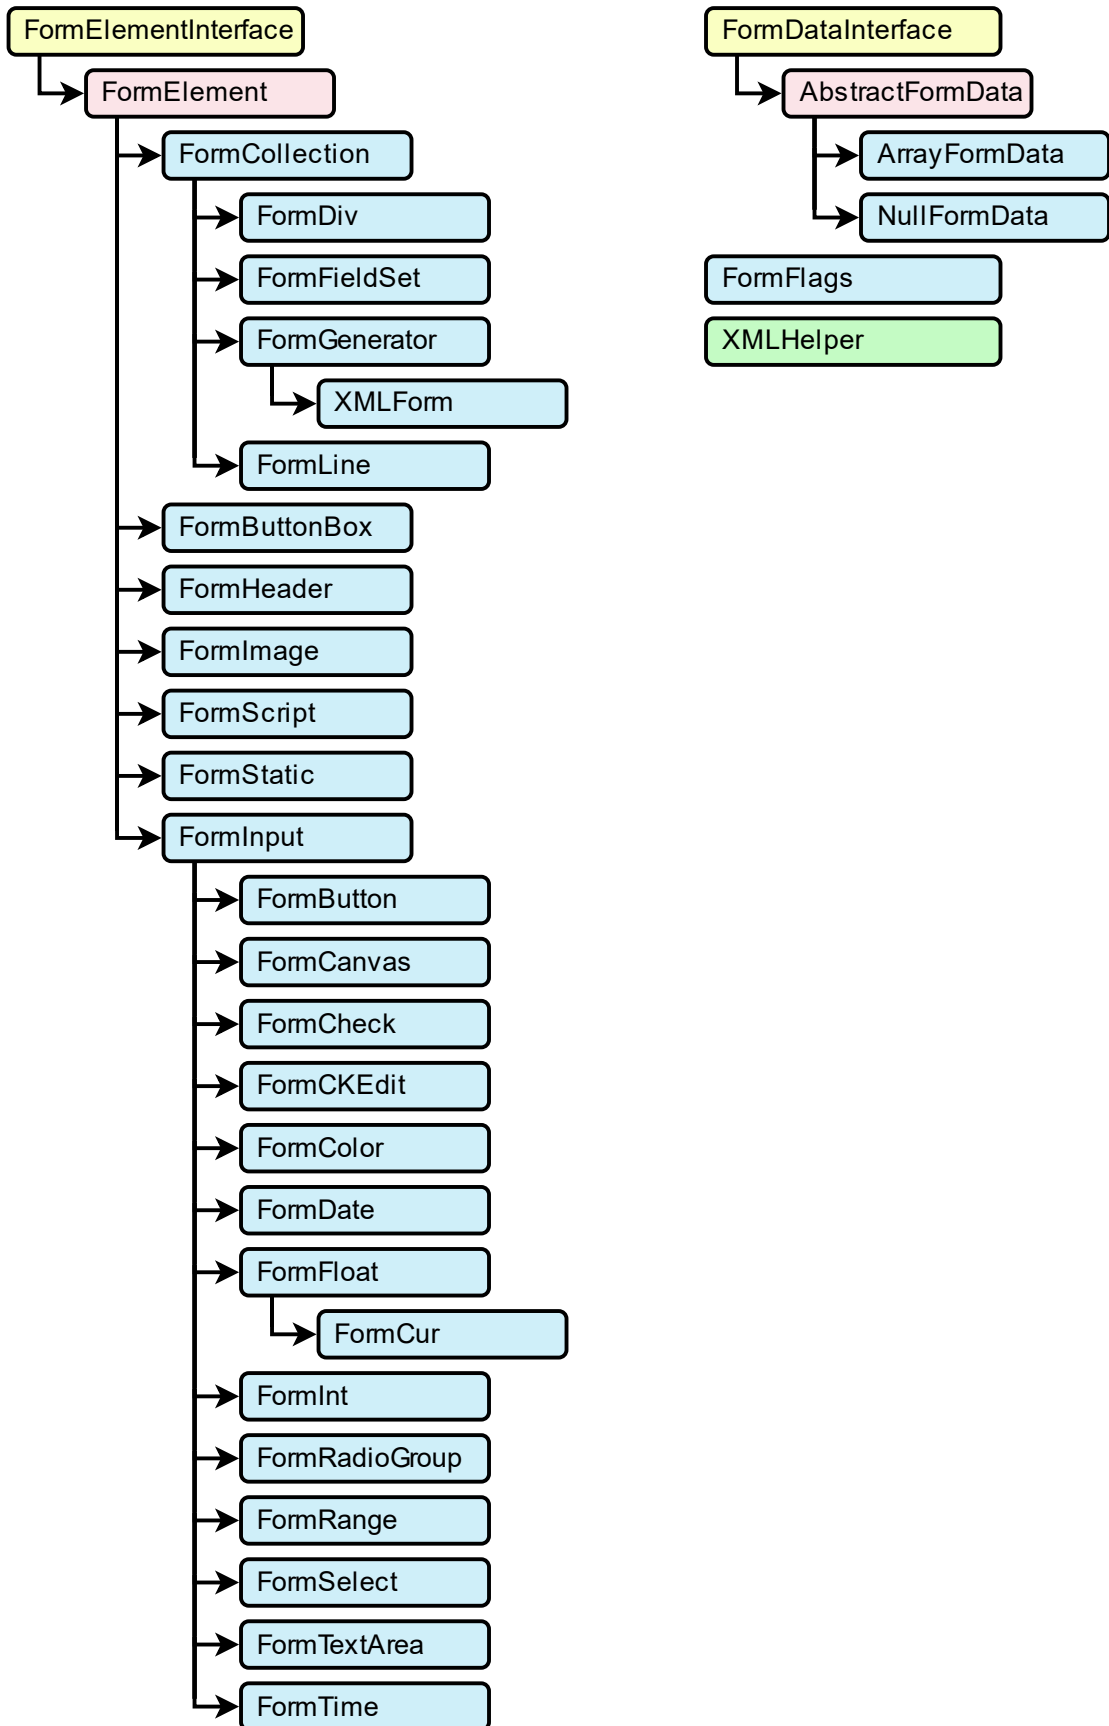 FormElementInterface
FormElement
FormCollection
FormDiv
FormFieldSet
FormGenerator
XMLForm
FormLine
FormButtonBox
FormHeader
FormImage
FormScript
FormStatic
FormInput
FormButton
FormCanvas
FormCheck
FormCKEdit
FormColor
FormDate
FormFloat
FormCur
FormInt
FormRadioGroup
FormRange
FormSelect
FormTextArea
FormTime
FormDataInterface
AbstractFormData
ArrayFormData
NullFormData
FormFlags
XMLHelper